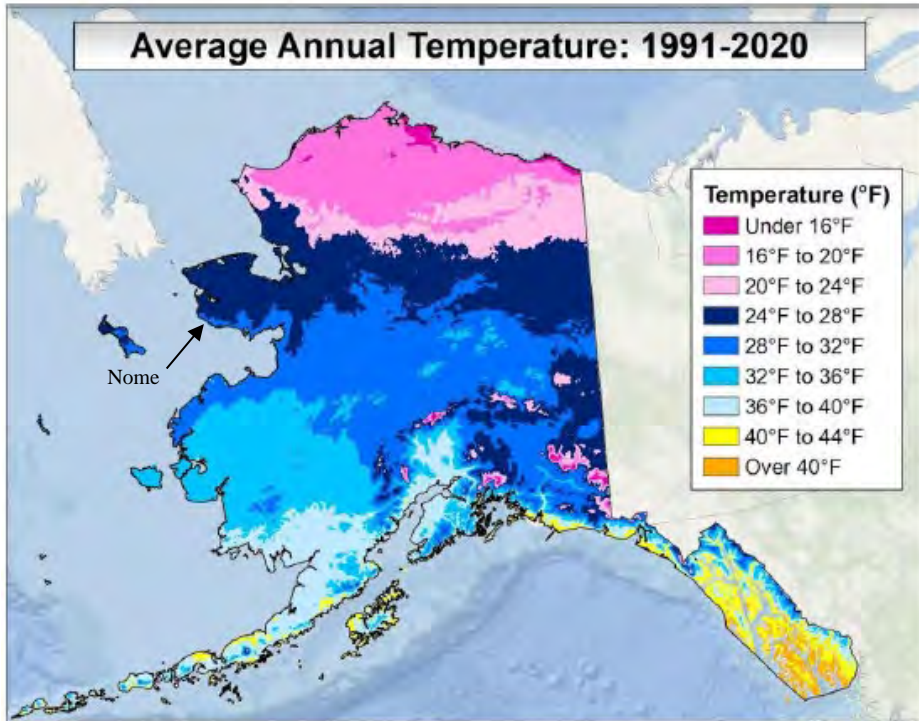 Average Annual Temperature: 1991-2020
Temperature (°F)
Under 16°F
16°F to 20°F
20°F to 24°F
24°F to 28°F
28°F to 32°F
32°F to 36°F
36°F to 40°F
40°F to 44°F
Over 40°F
Nome